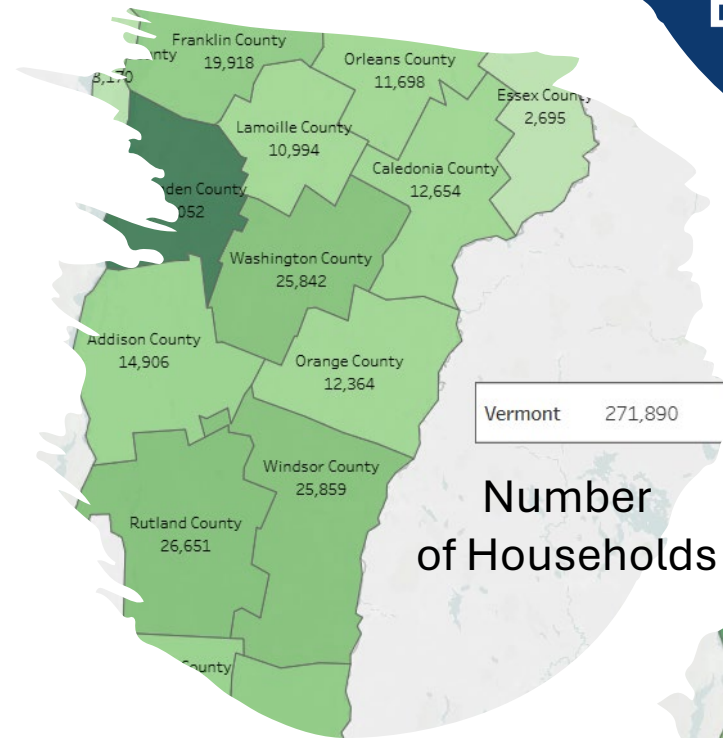 Franklin County
19,918
Orleans County
11,698
Essex County
2,695
Lamoille County
10,994
Caledonia County
12,654
Washington County
25,842
Addison County
14,906
Orange County
12,364
Vermont 271,890
Windsor County
25,859
Number
of Households
Rutland County
26,651
County